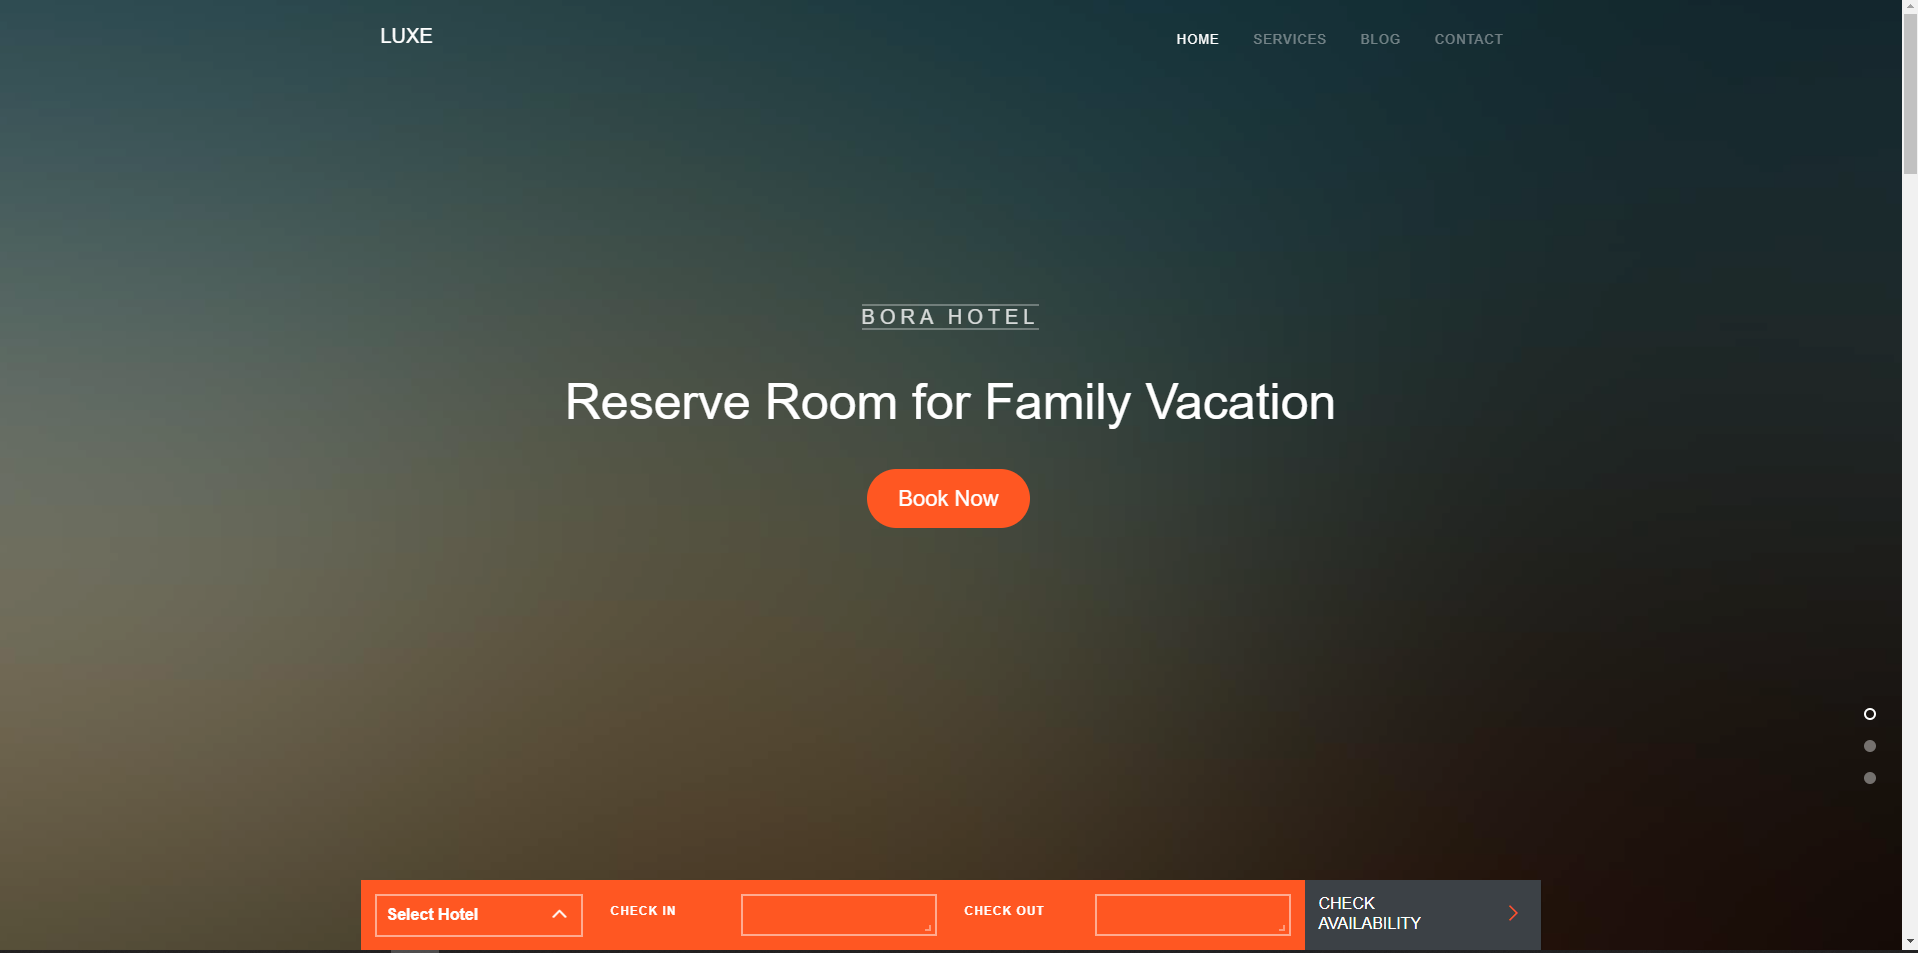 LUXE
HOME SERVICES BLOG CONTACT
BORA HOTEL
Reserve Room for Family Vacation
Book Now
Select Hotel
CHECK IN
CHECK OUT
CHECK
AVAILABILITY